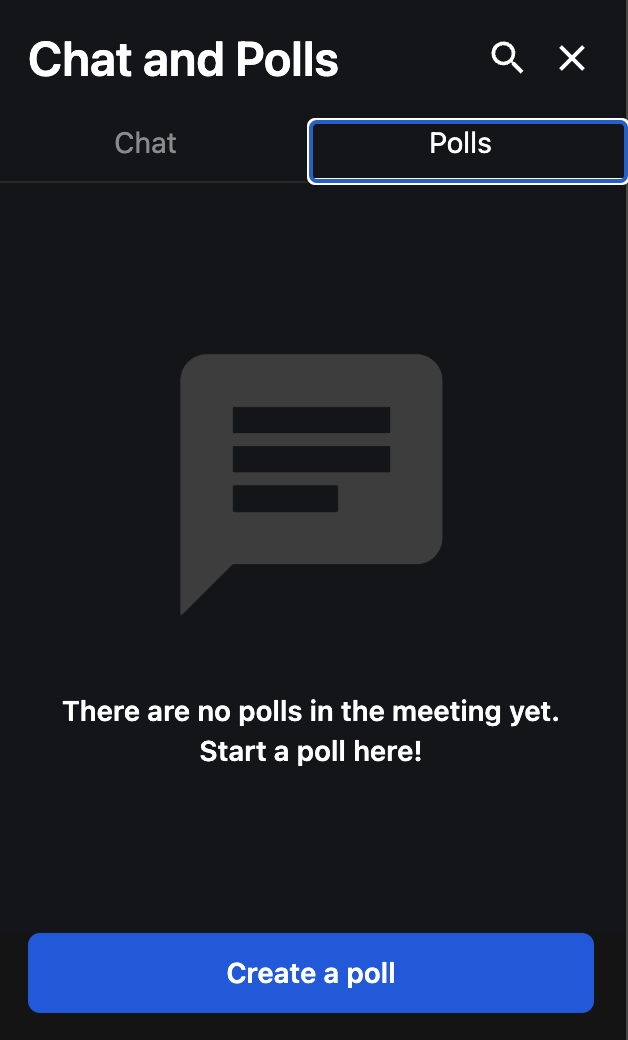 Chat and Polls
Chat
Polls
There are no polls in the meeting yet.
Start a poll here!
Create a poll